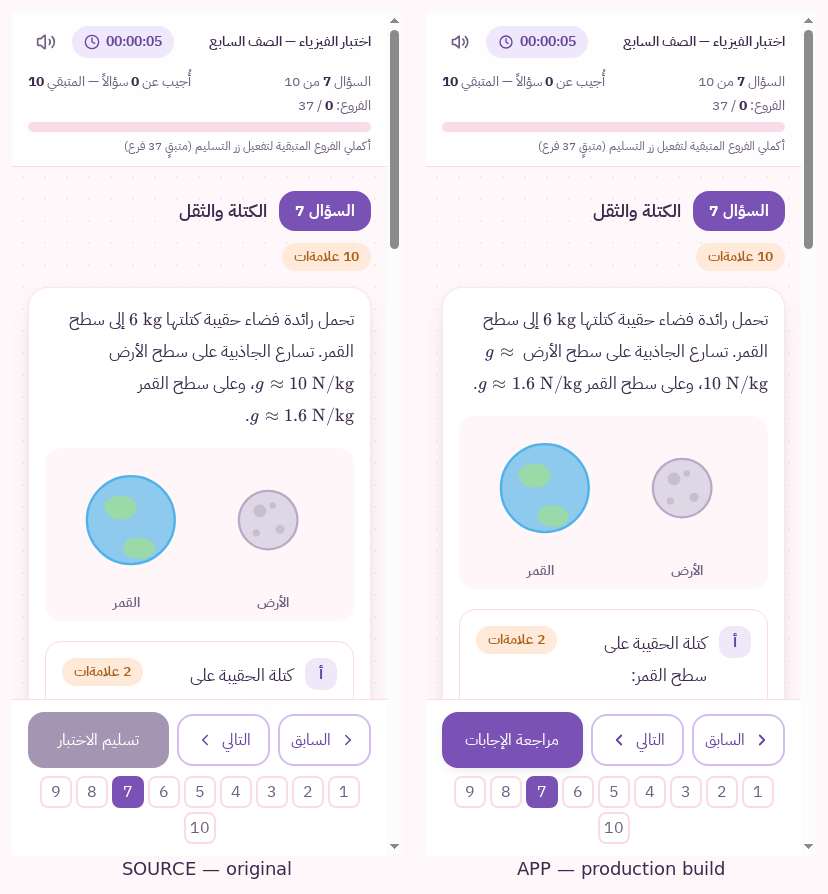 اختبار الفيزياء — الصف السابع
00:00:05
السؤال 7 من 10
أُجيب عن 0 سؤالاً — المتبقي 10
الفروع: 0 / 37
أكملي الفروع المتبقية لتفعيل زر التسليم (متبقٍ 37 فرع)
السؤال 7
الكتلة والثقل
10 علامات
تحمل رائدة فضاء حقيبة كتلتها 6 kg إلى سطح
القمر. تسارع الجاذبية على سطح الأرض
g ≈ 10 N/kg، وعلى سطح القمر
g ≈ 1.6 N/kg.
القمر
الأرض
أ
كتلة الحقيبة على
2 علامات
السابق
التالي
تسليم الاختبار
1 2 3 4 5 6 7 8 9
10
SOURCE — original
اختبار الفيزياء — الصف السابع
00:00:05
السؤال 7 من 10
أُجيب عن 0 سؤالاً — المتبقي 10
الفروع: 0 / 37
أكملي الفروع المتبقية لتفعيل زر التسليم (متبقٍ 37 فرع)
السؤال 7
الكتلة والثقل
10 علامات
تحمل رائدة فضاء حقيبة كتلتها 6 kg إلى سطح
القمر. تسارع الجاذبية على سطح الأرض g ≈
10 N/kg، وعلى سطح القمر g ≈ 1.6 N/kg.
القمر
الأرض
أ
كتلة الحقيبة على
سطح القمر:
2 علامات
السابق
التالي
مراجعة الإجابات
1 2 3 4 5 6 7 8 9
10
APP — production build